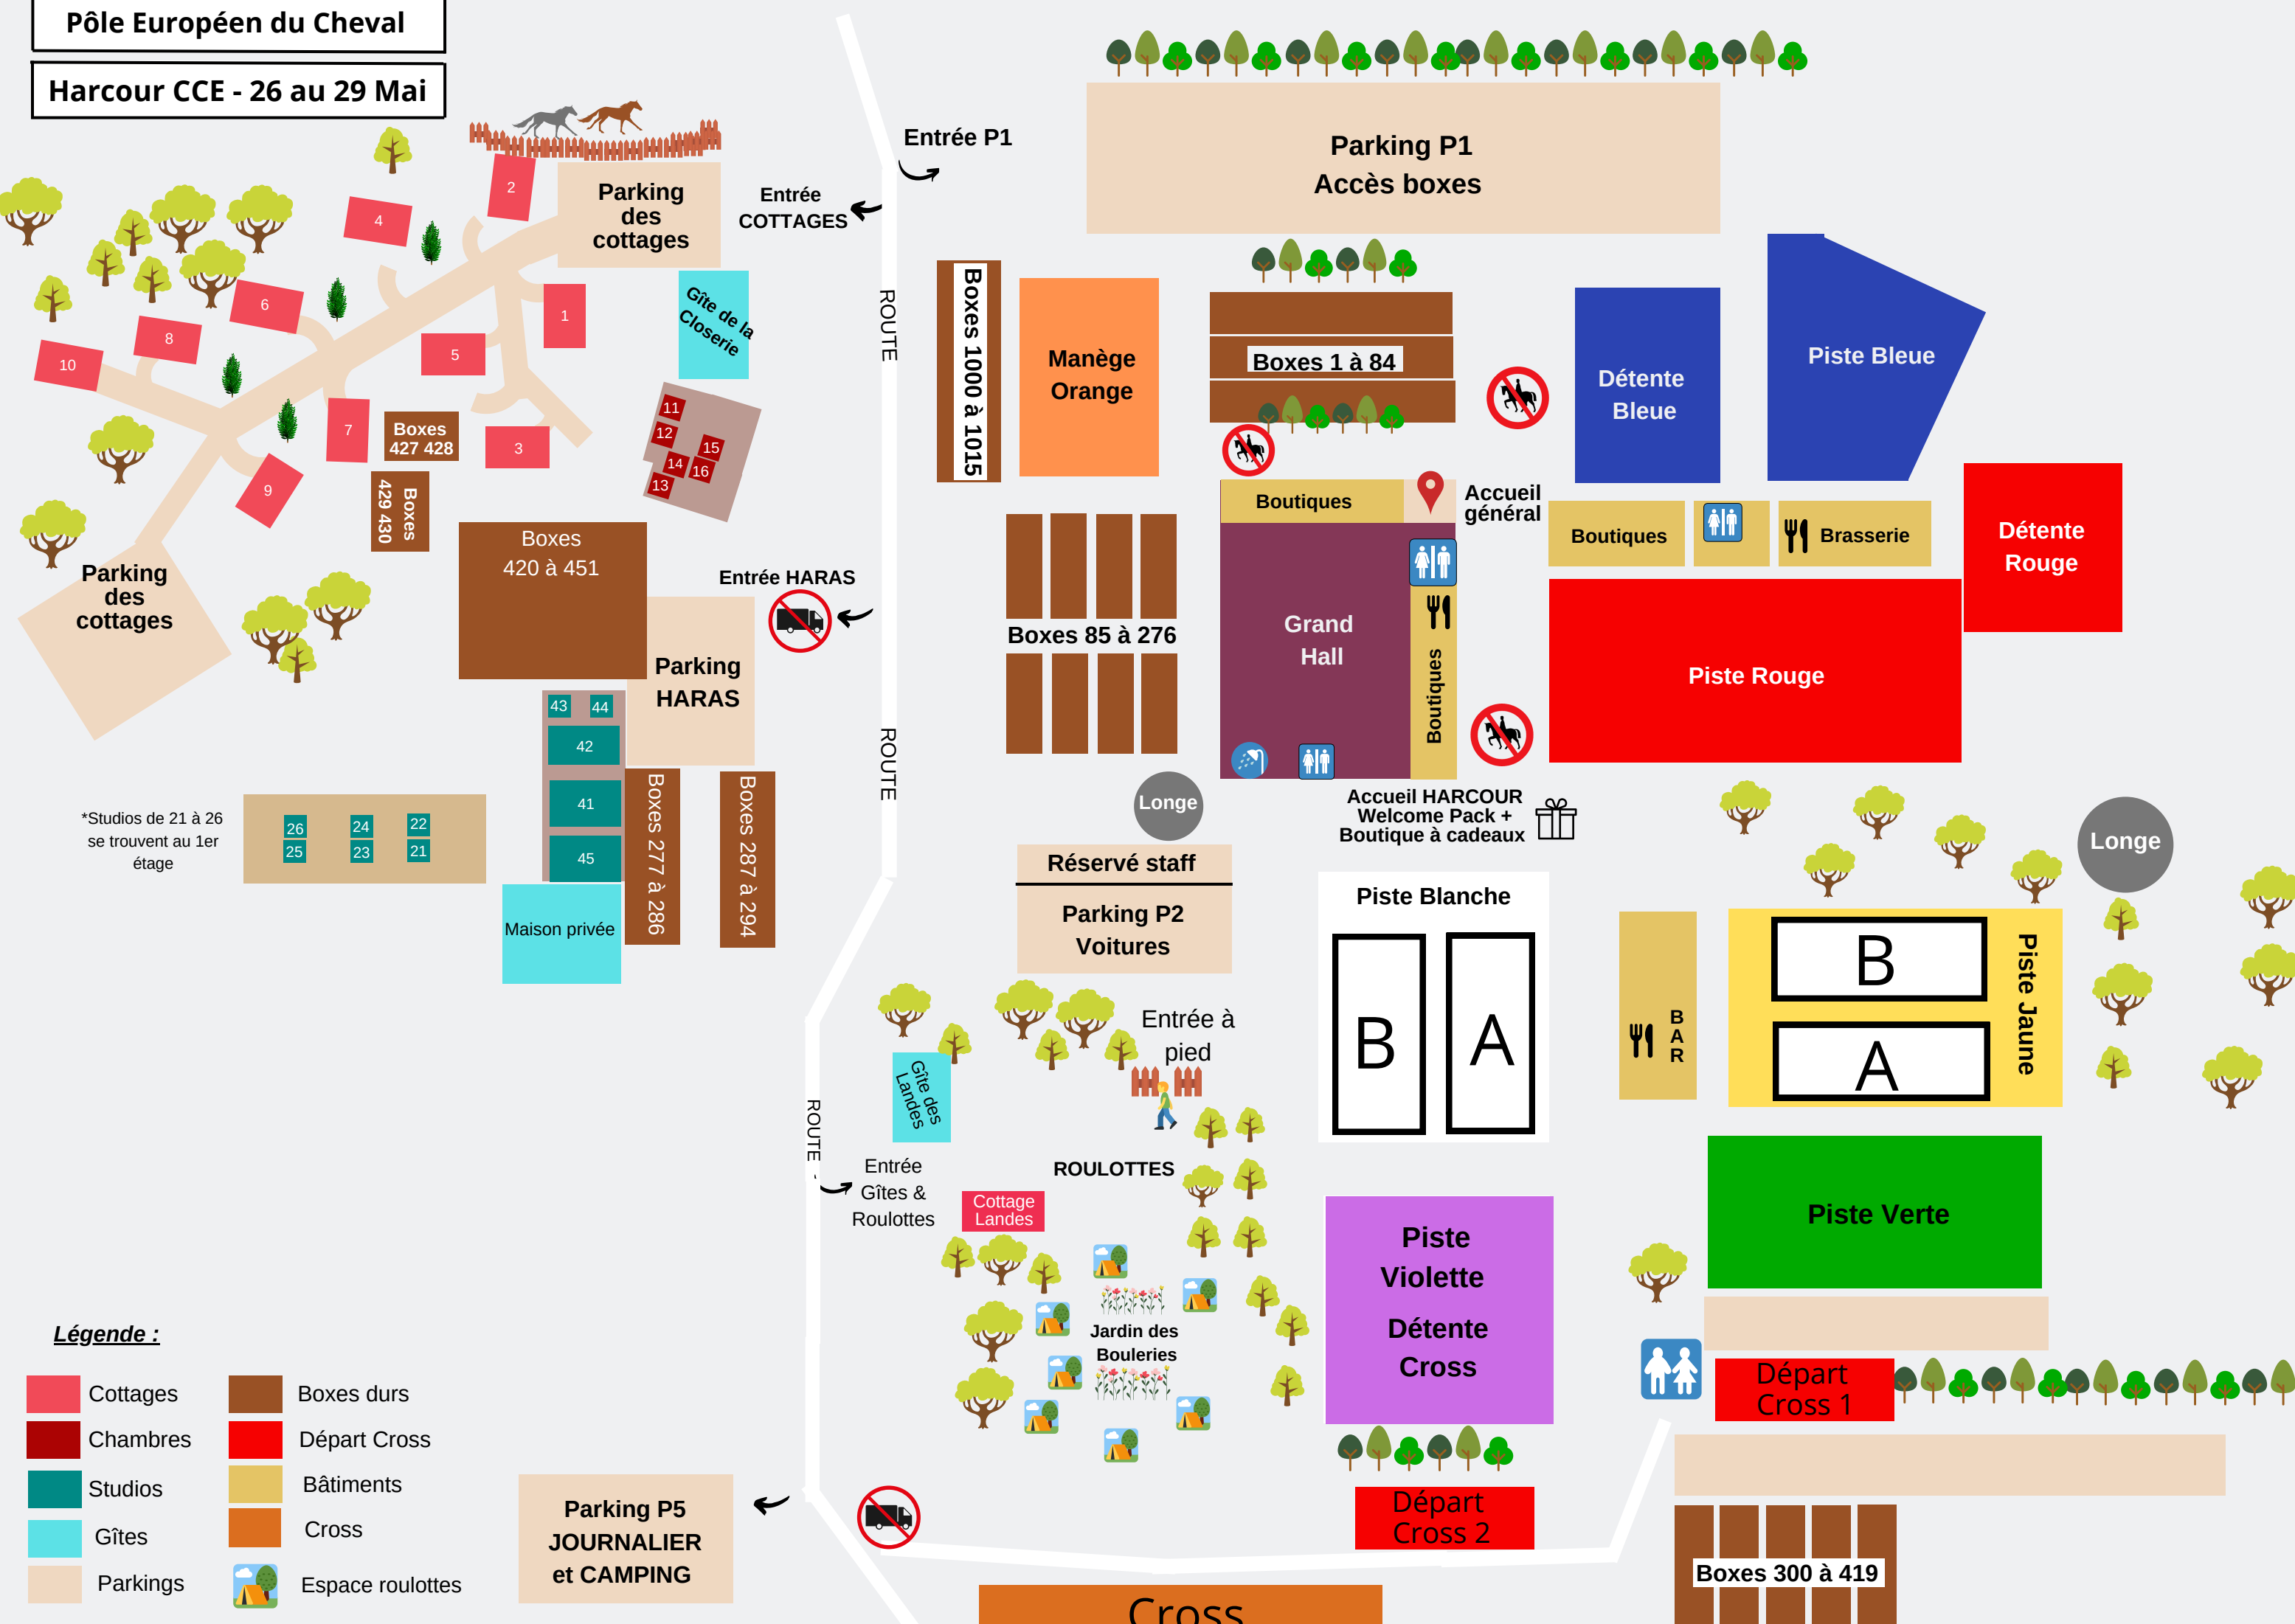 Pôle Européen du Cheval
Harcour CCE - 26 au 29 Mai
Entrée P1
Parking P1
Accès boxes
Entrée
COTTAGES
Parking
des
cottages
2
4
6
8
10
1
5
7
3
9
Gîte de la
Closerie
ROUTE
Boxes 1000 à 1015
Manège
Orange
Boxes 1 à 84
Détente
Bleue
Piste Bleue
11
12
15
14
16
13
Boxes
427 428
Boxes
429 430
Boxes
420 à 451
Parking
des
cottages
Entrée HARAS
Parking
HARAS
Boutiques
Accueil
général
Boutiques
Brasserie
Détente
Rouge
Boxes 85 à 276
Grand
Hall
Boutiques
Piste Rouge
43
44
42
41
45
ROUTE
Boxes 277 à 286
Boxes 287 à 294
*Studios de 21 à 26
se trouvent au 1er
étage
26
24
22
25
23
21
Maison privée
Longe
Accueil HARCOUR
Welcome Pack +
Boutique à cadeaux
Longe
Réservé staff
Parking P2
Voitures
Piste Blanche
B
A
BAR
B
A
Piste Jaune
Entrée à
pied
Gîte des
Landes
ROUTE -
Entrée
Gîtes &
Roulottes
ROULOTTES
Cottage
Landes
Jardin des
Bouleries
Piste
Violette
Détente
Cross
Piste Verte
Départ
Cross 1
Départ
Cross 2
Boxes 300 à 419
Cross
Parking P5
JOURNALIER
et CAMPING
Légende :
Cottages
Boxes durs
Chambres
Départ Cross
Studios
Bâtiments
Gîtes
Cross
Parkings
Espace roulottes